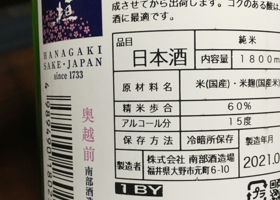 垣
HANAGAKI
SAKE・JAPAN
since 1733
奥越前
南部酒
4989497780
成させてから出荷します。コクのある酸
酒に最適です。
品目 日本酒 純米
内容量 1800m
原材料名 米(国産)・米麹(国産米
精米歩合 60%
アルコール分 15度
保存方法 冷暗所保存
製造年月
製造者 株式会社 南部酒造場
福井県大野市元町6-10
2021.0
1BY